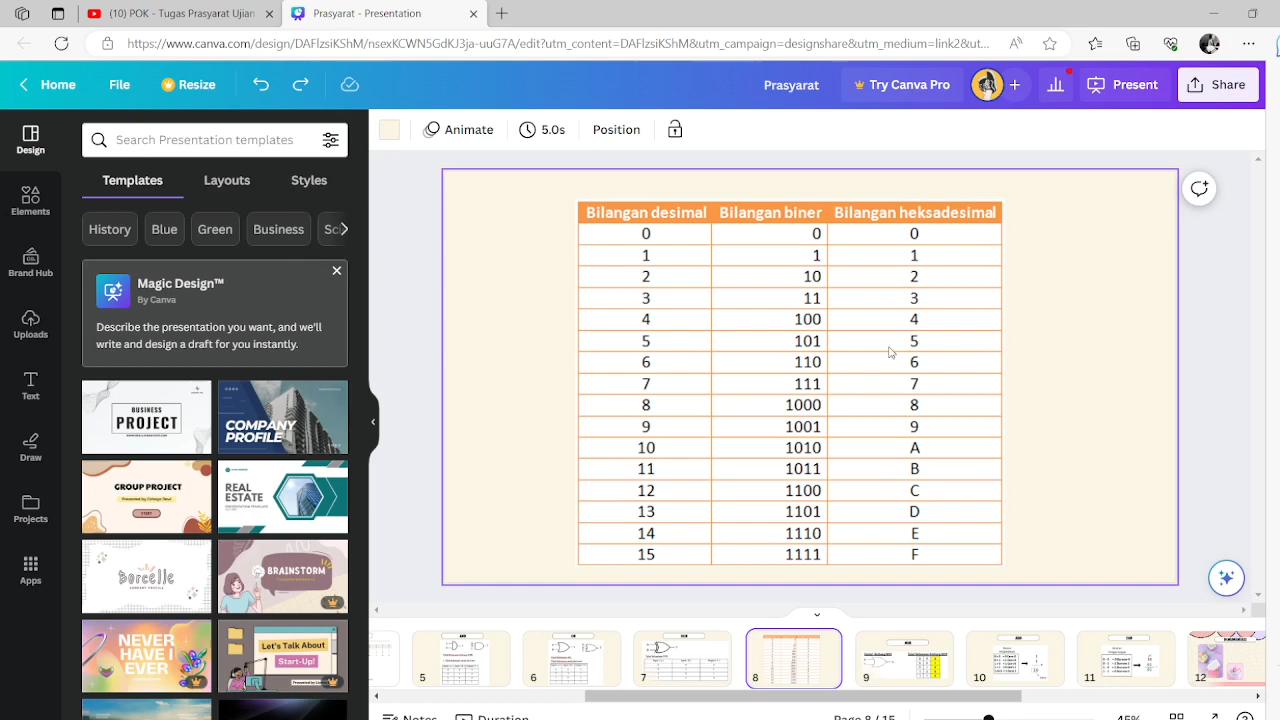 (10) POK - Tugas Prasyarat Ujian
Prasyarat - Presentation
https://www.canva.com/design/DAFlzsiKShM/nsexKCWN5GdKJ3ja-uuG7A/edit?utm_content=DAFlzsiKShM&utm_campaign=designshare&utm_medium=link2&ut...
Home File Resize Prasyarat Try Canva Pro Present Share
Animate 5.0s Position
Design
Elements
Brand Hub
Uploads
Text
Draw
Projects
Apps
Search Presentation templates
Templates Layouts Styles
History Blue Green Business
Magic Design™
By Canva
Describe the presentation you want, and we'll
write and design a draft for you instantly.
BUSINESS
PROJECT
COMPANY
PROFILE
GROUP PROJECT
START
REAL
ESTATE
borcelle
BRAINSTORM
NEVER
HAVE I
EVER
Let's Talk About
Start-Up!
Bilangan desimal Bilangan biner Bilangan heksadesimal
0 0 0
1 1 1
2 10 2
3 11 3
4 100 4
5 101 5
6 110 6
7 111 7
8 1000 8
9 1001 9
10 1010 A
11 1011 B
12 1100 C
13 1101 D
14 1110 E
15 1111 F
5 6 7 8 9 10 11 12
Notes Duration Page 8 / 15 45%